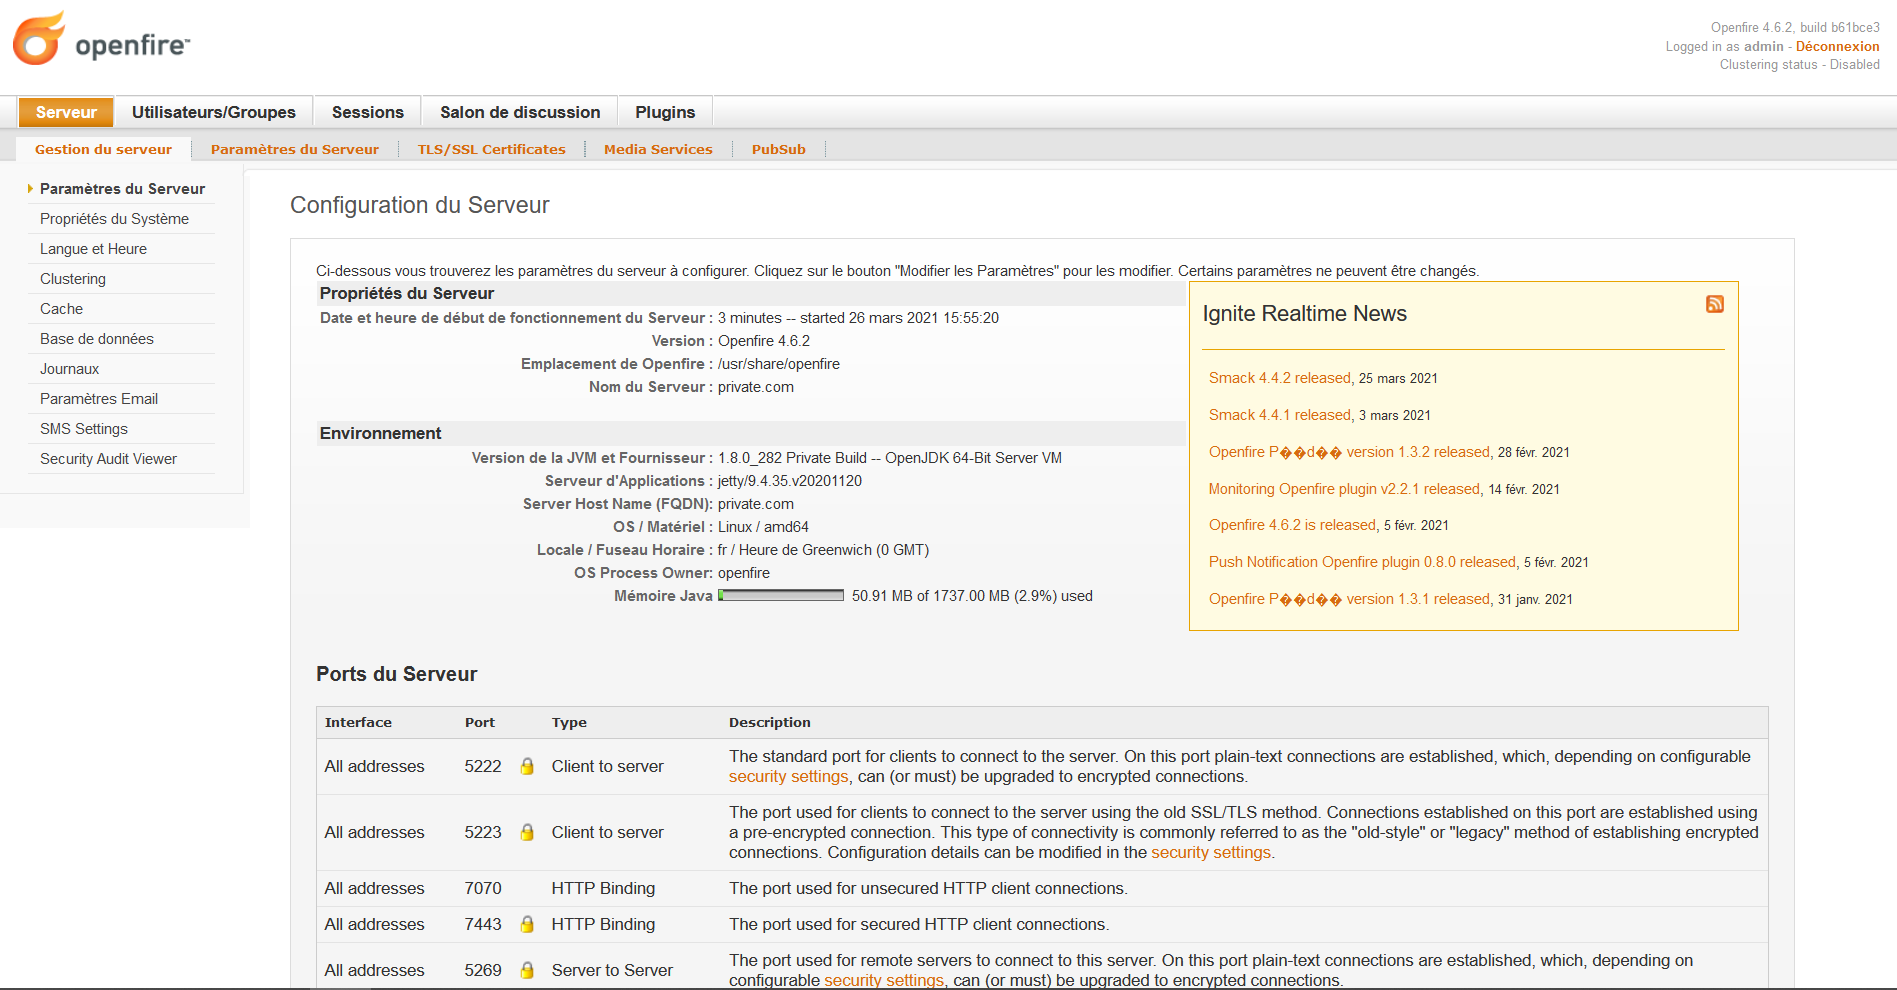 openfire™
Openfire 4.6.2, build b61bce3
Logged in as admin - Déconnexion
Clustering status - Disabled
Serveur Utilisateurs/Groupes Sessions Salon de discussion Plugins
Gestion du serveur Paramètres du Serveur TLS/SSL Certificates Media Services PubSub
Paramètres du Serveur
Propriétés du Système
Langue et Heure
Clustering
Cache
Base de données
Journaux
Paramètres Email
SMS Settings
Security Audit Viewer
Configuration du Serveur
Ci-dessous vous trouverez les paramètres du serveur à configurer. Cliquez sur le bouton "Modifier les Paramètres" pour les modifier. Certains paramètres ne peuvent être changés.
Propriétés du Serveur
Date et heure de début de fonctionnement du Serveur : 3 minutes -- started 26 mars 2021 15:55:20
Version : Openfire 4.6.2
Emplacement de Openfire : /usr/share/openfire
Nom du Serveur : private.com
Environnement
Version de la JVM et Fournisseur : 1.8.0_282 Private Build -- OpenJDK 64-Bit Server VM
Serveur d'Applications : jetty/9.4.35.v20201120
Server Host Name (FQDN): private.com
OS / Matériel : Linux / amd64
Locale / Fuseau Horaire : fr / Heure de Greenwich (0 GMT)
OS Process Owner: openfire
Mémoire Java 50.91 MB of 1737.00 MB (2.9%) used
Ignite Realtime News
Smack 4.4.2 released, 25 mars 2021
Smack 4.4.1 released, 3 mars 2021
Openfire P��d�� version 1.3.2 released, 28 févr. 2021
Monitoring Openfire plugin v2.2.1 released, 14 févr. 2021
Openfire 4.6.2 is released, 5 févr. 2021
Push Notification Openfire plugin 0.8.0 released, 5 févr. 2021
Openfire P��d�� version 1.3.1 released, 31 janv. 2021
Ports du Serveur
Interface Port Type Description
All addresses 5222 Client to server The standard port for clients to connect to the server. On this port plain-text connections are established, which, depending on configurable
security settings, can (or must) be upgraded to encrypted connections.
All addresses 5223 Client to server The port used for clients to connect to the server using the old SSL/TLS method. Connections established on this port are established using
a pre-encrypted connection. This type of connectivity is commonly referred to as the "old-style" or "legacy" method of establishing encrypted
connections. Configuration details can be modified in the security settings.
All addresses 7070 HTTP Binding The port used for unsecured HTTP client connections.
All addresses 7443 HTTP Binding The port used for secured HTTP client connections.
All addresses 5269 Server to Server The port used for remote servers to connect to this server. On this port plain-text connections are established, which, depending on
configurable security settings, can (or must) be upgraded to encrypted connections.